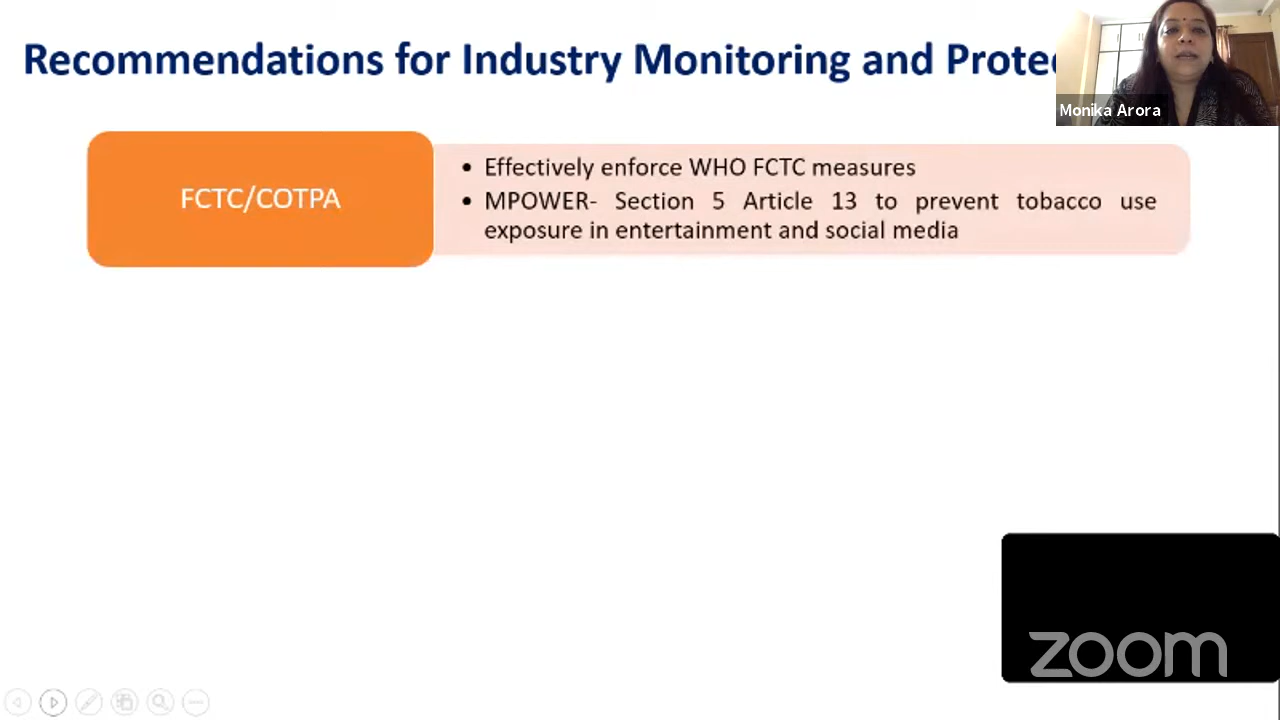 Recommendations for Industry Monitoring and
Monika Arora
FCTC/COTPA
• Effectively enforce WHO FCTC measures
• MPOWER- Section 5 Article 13 to prevent tobacco use
exposure in entertainment and social media
zoom